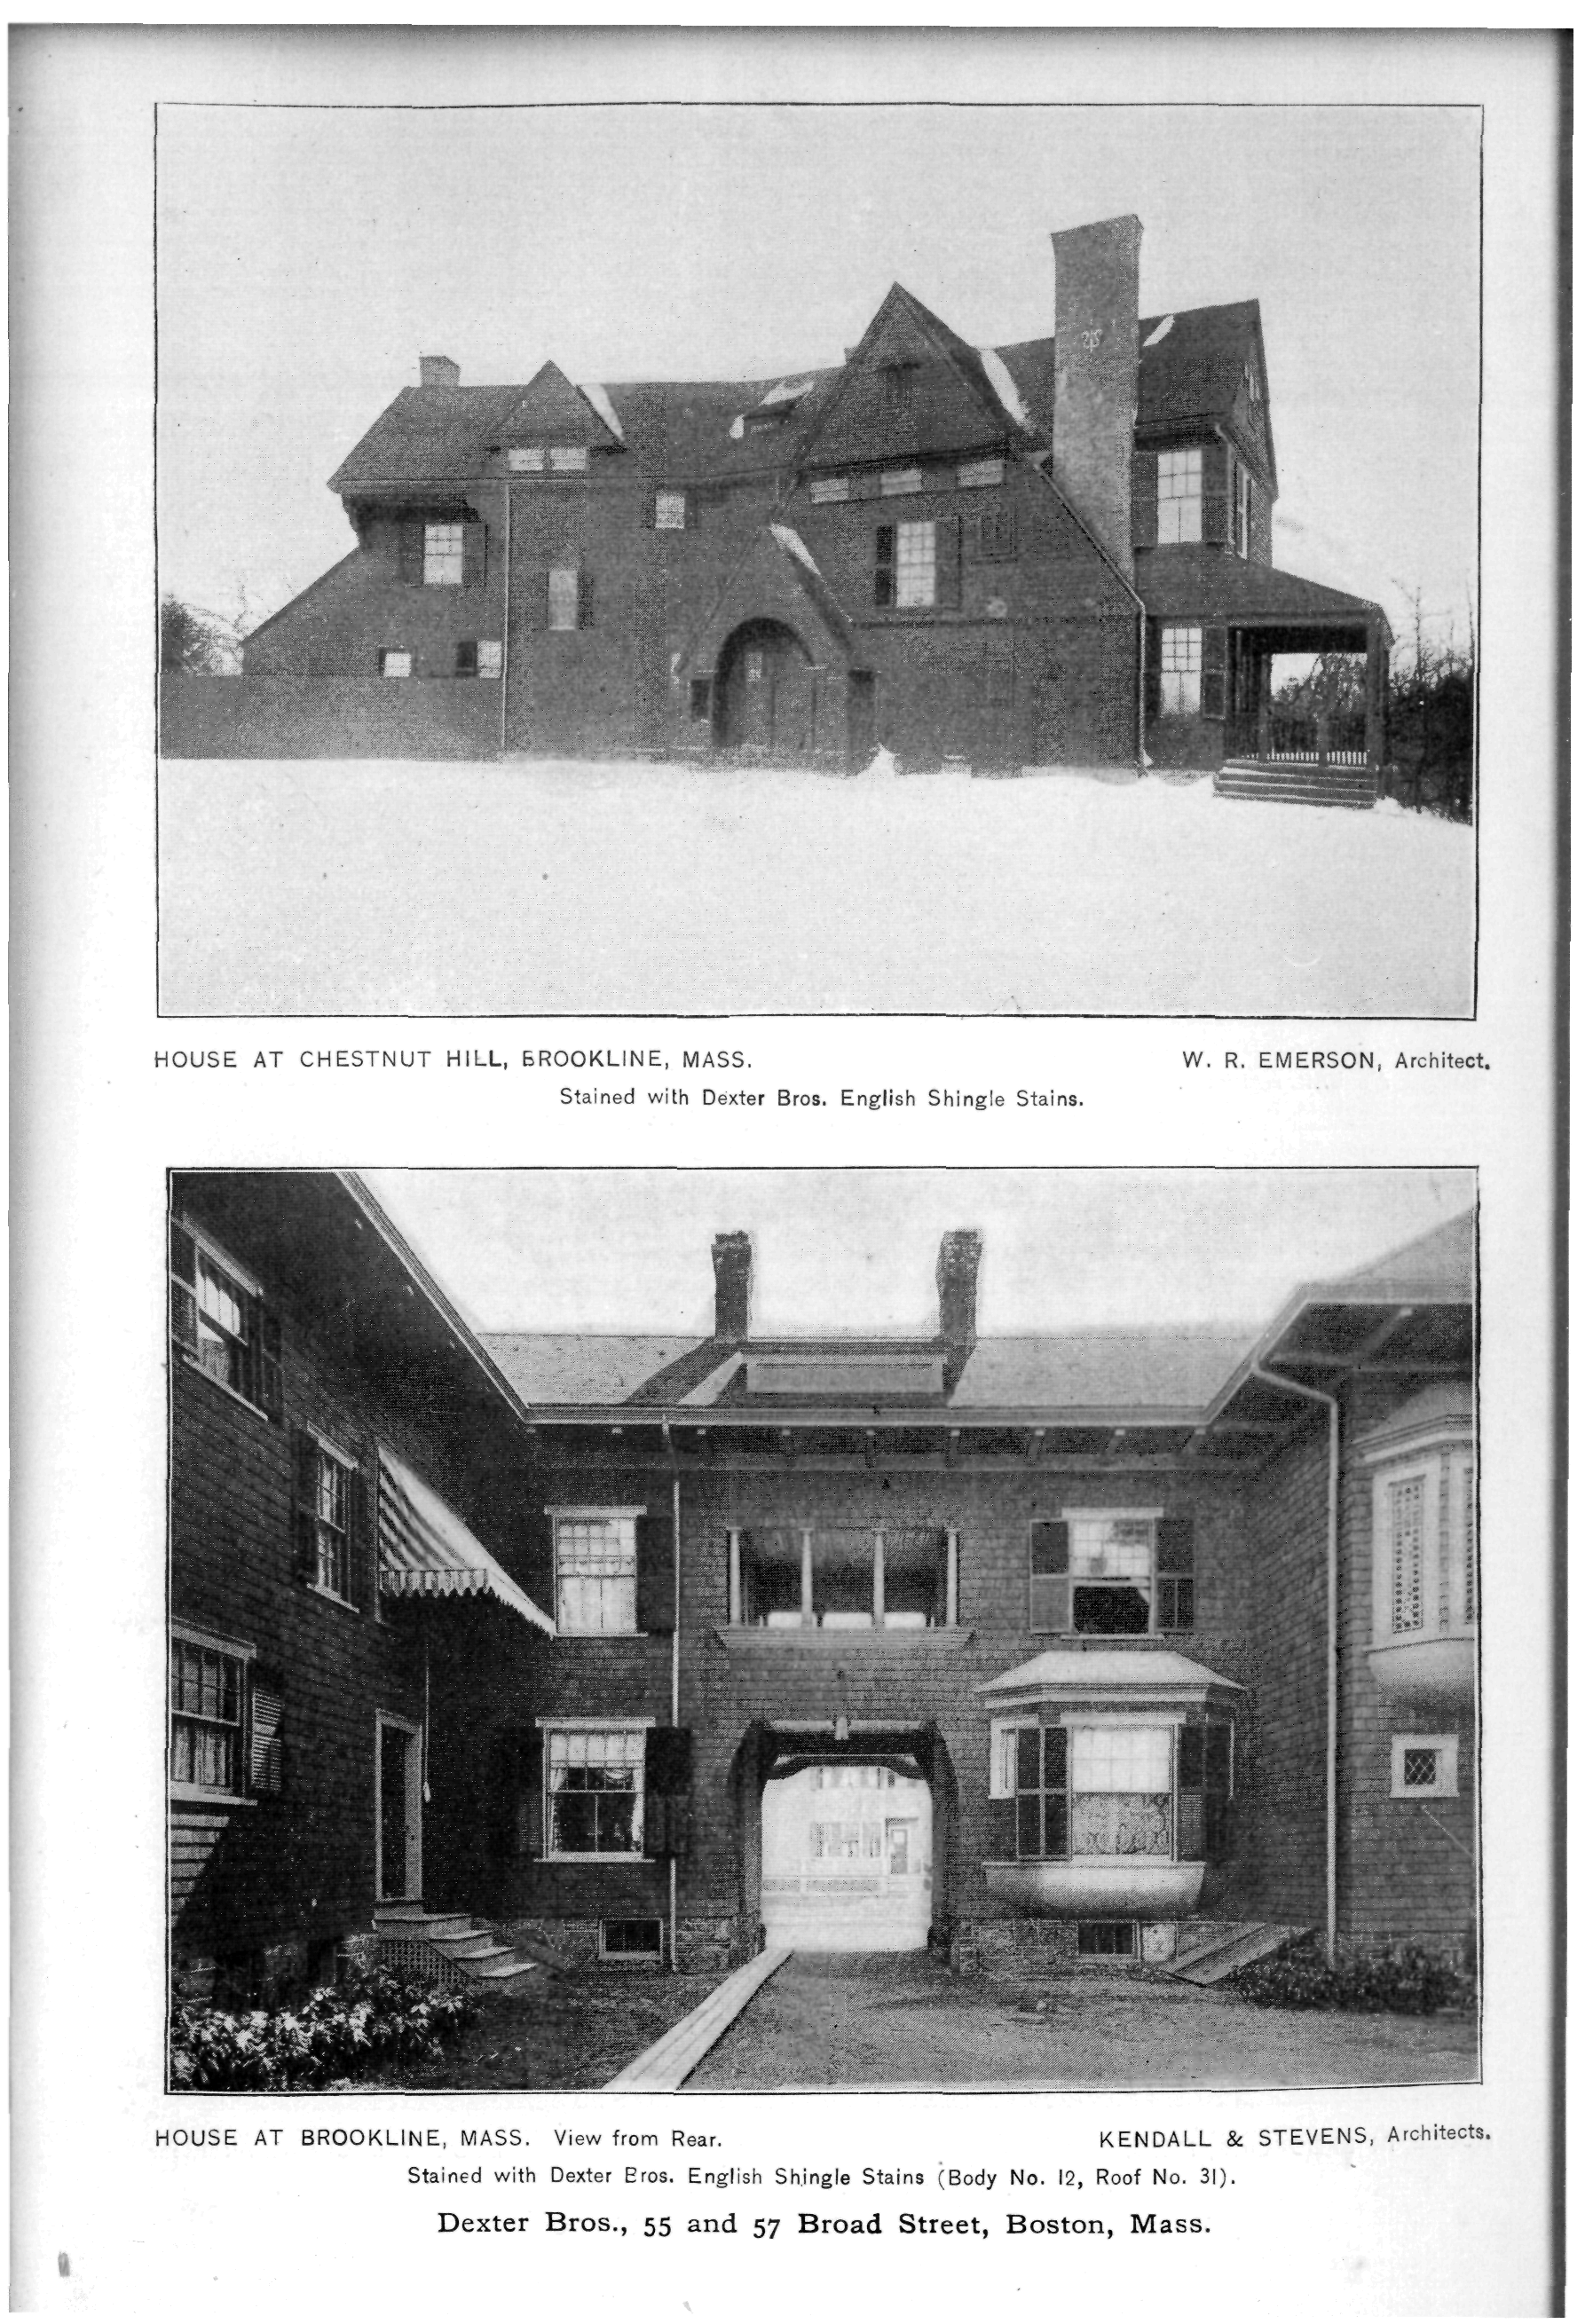 HOUSE AT CHESTNUT HILL, BROOKLINE, MASS. W. R. EMERSON, Architect.
Stained with Dexter Bros. English Shingle Stains.
HOUSE AT BROOKLINE, MASS. View from Rear. KENDALL & STEVENS, Architects.
Stained with Dexter Bros. English Shingle Stains (Body No. 12, Roof No. 31).
Dexter Bros., 55 and 57 Broad Street, Boston, Mass.